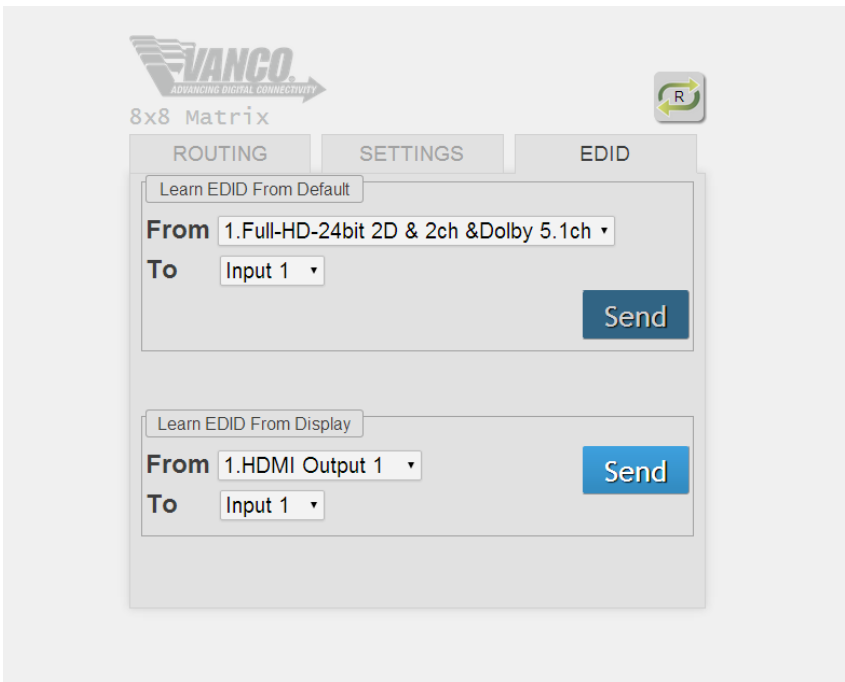 VANCO®
ADVANCING DIGITAL CONNECTIVITY
8x8 Matrix
R
ROUTING SETTINGS EDID
Learn EDID From Default
From 1.Full-HD-24bit 2D & 2ch &Dolby 5.1ch
To Input 1
Send
Learn EDID From Display
From 1.HDMI Output 1
Send
To Input 1